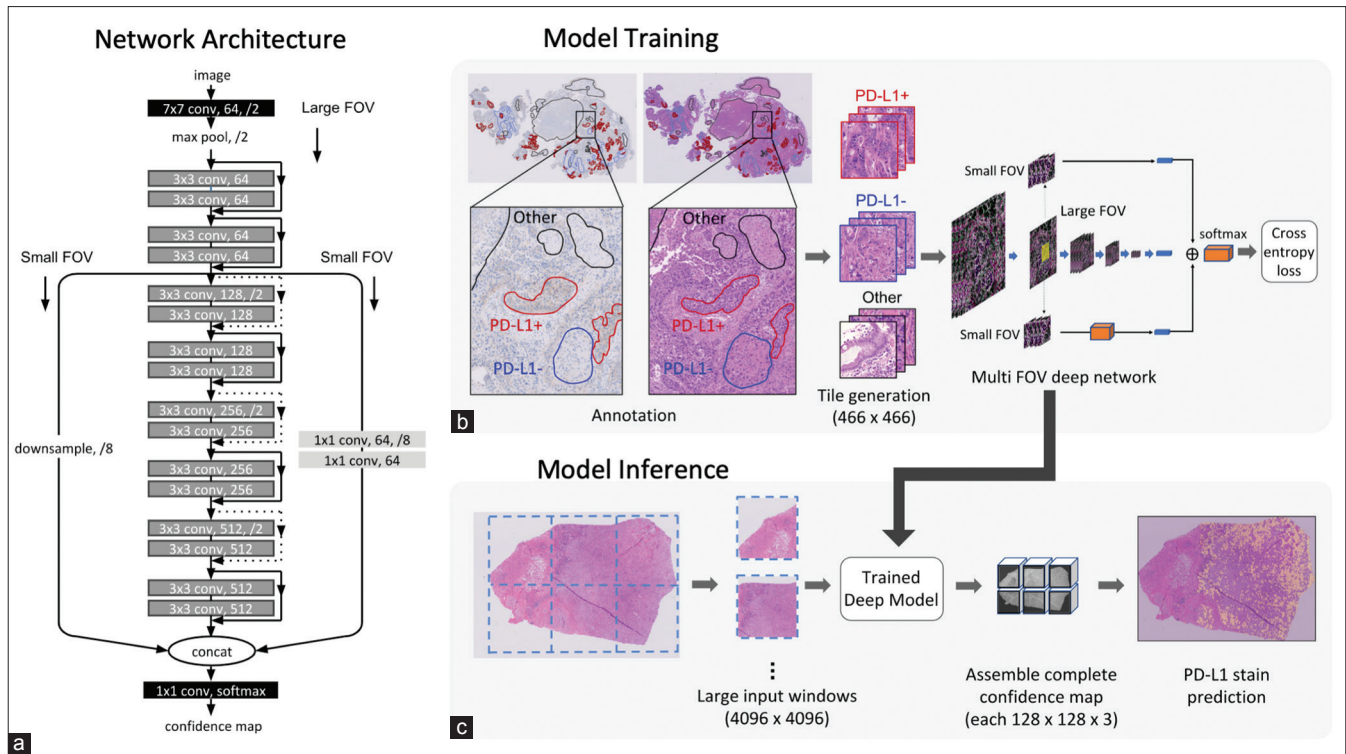 Network Architecture
image
7x7 conv, 64, /2
Large FOV
max pool, /2
3x3 conv, 64
3x3 conv, 64
3x3 conv, 64
3x3 conv, 64
Small FOV
Small FOV
3x3 conv, 128, /2
3x3 conv, 128
3x3 conv, 128
3x3 conv, 128
3x3 conv, 256, /2
3x3 conv, 256
downsample, /8
1x1 conv, 64, /8
1x1 conv, 64
3x3 conv, 256
3x3 conv, 256
3x3 conv, 512, /2
3x3 conv, 512
3x3 conv, 512
3x3 conv, 512
concat
1x1 conv, softmax
confidence map
a
Model Training
Other
PD-L1+
PD-L1-
Other
PD-L1+
PD-L1-
Annotation
PD-L1+
PD-L1-
Other
Tile generation
(466 x 466)
Small FOV
Large FOV
Small FOV
softmax
Cross
entropy
loss
Multi FOV deep network
b
Model Inference
Large input windows
(4096 x 4096)
Trained
Deep Model
Assemble complete
confidence map
(each 128 x 128 x 3)
PD-L1 stain
prediction
c